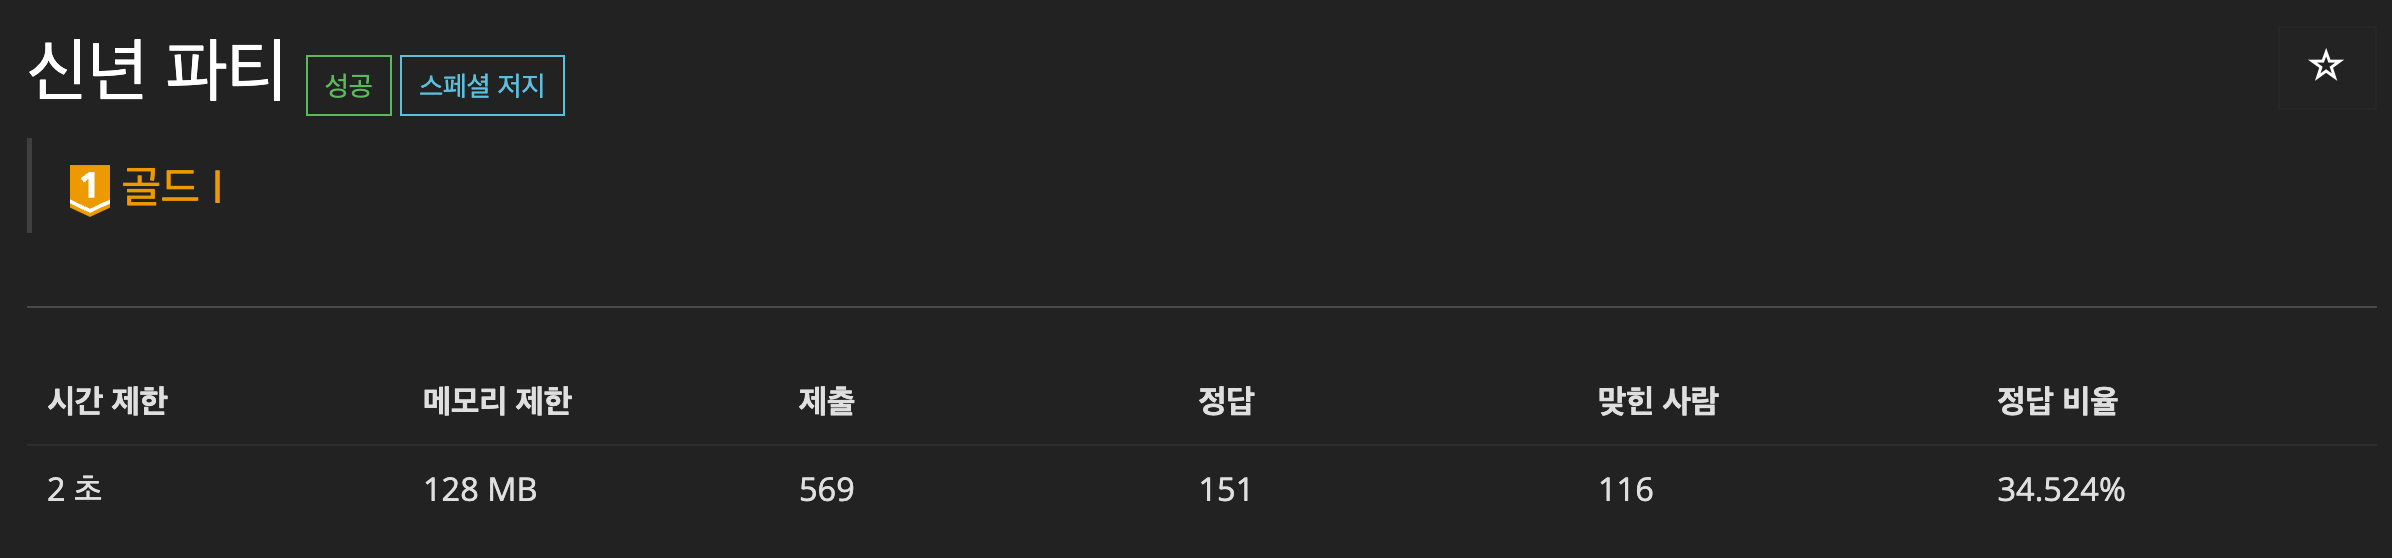 신년 파티 성공 스페셜 저지
1 골드 I
시간 제한 메모리 제한 제출 정답 맞힌 사람 정답 비율
2 초 128 MB 569 151 116 34.524%